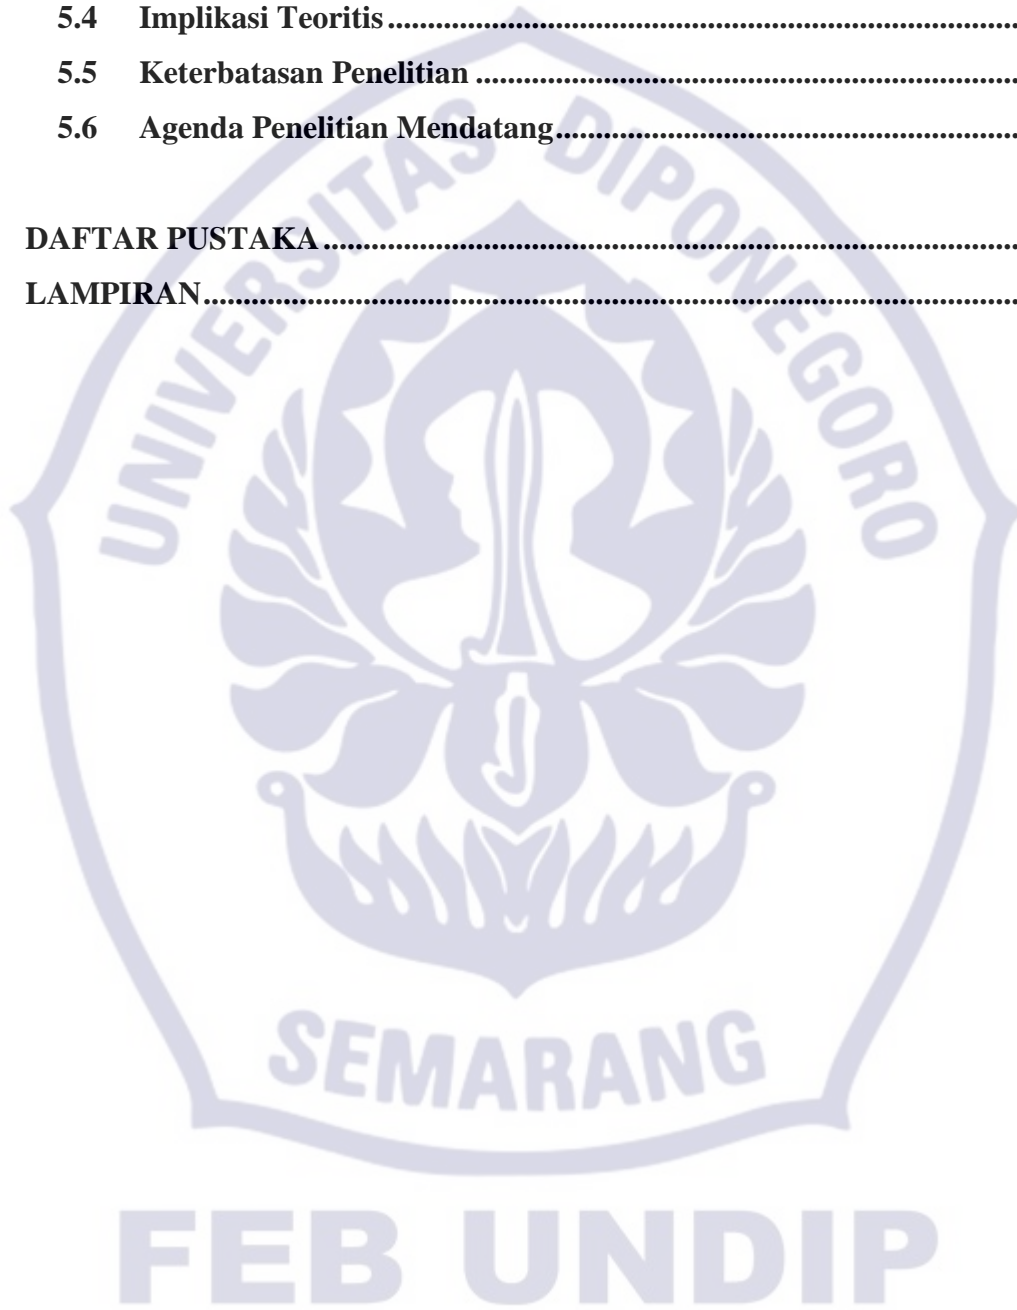 5.4 Implikasi Teoritis........................................................................
5.5 Keterbatasan Penelitian ..............................................................
5.6 Agenda Penelitian Mendatang....................................................
DAFTAR PUSTAKA ................................................................................
LAMPIRAN...............................................................................................
UNIVERSITAS DIPONEGORO
SEMARANG
FEB UNDIP